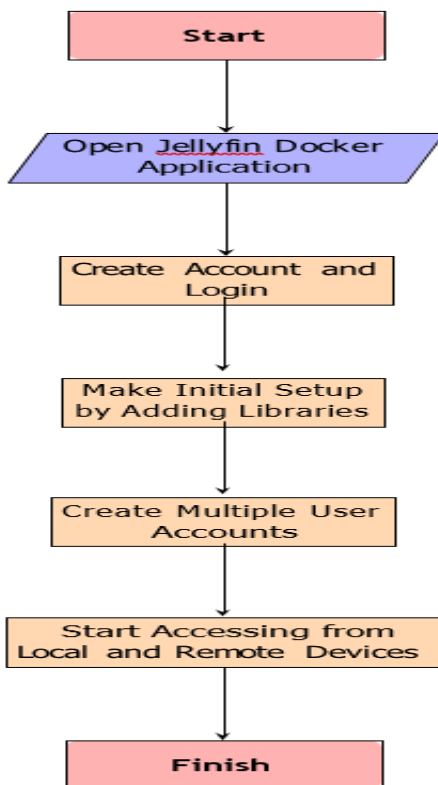 Start
Open Jellyfin Docker
Application
Create Account and
Login
Make Initial Setup
by Adding Libraries
Create Multiple User
Accounts
Start Accessing from
Local and Remote Devices
Finish